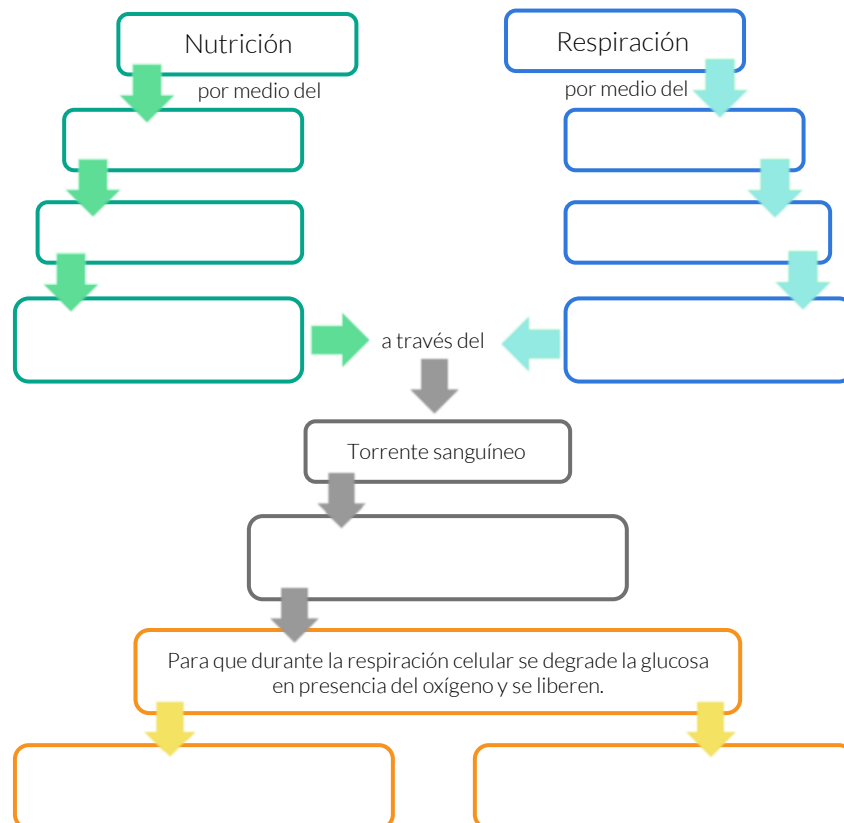 Nutrición
Respiración
por medio del
por medio del
a través del
Torrente sanguíneo
Para que durante la respiración celular se degrade la glucosa
en presencia del oxígeno y se liberen.